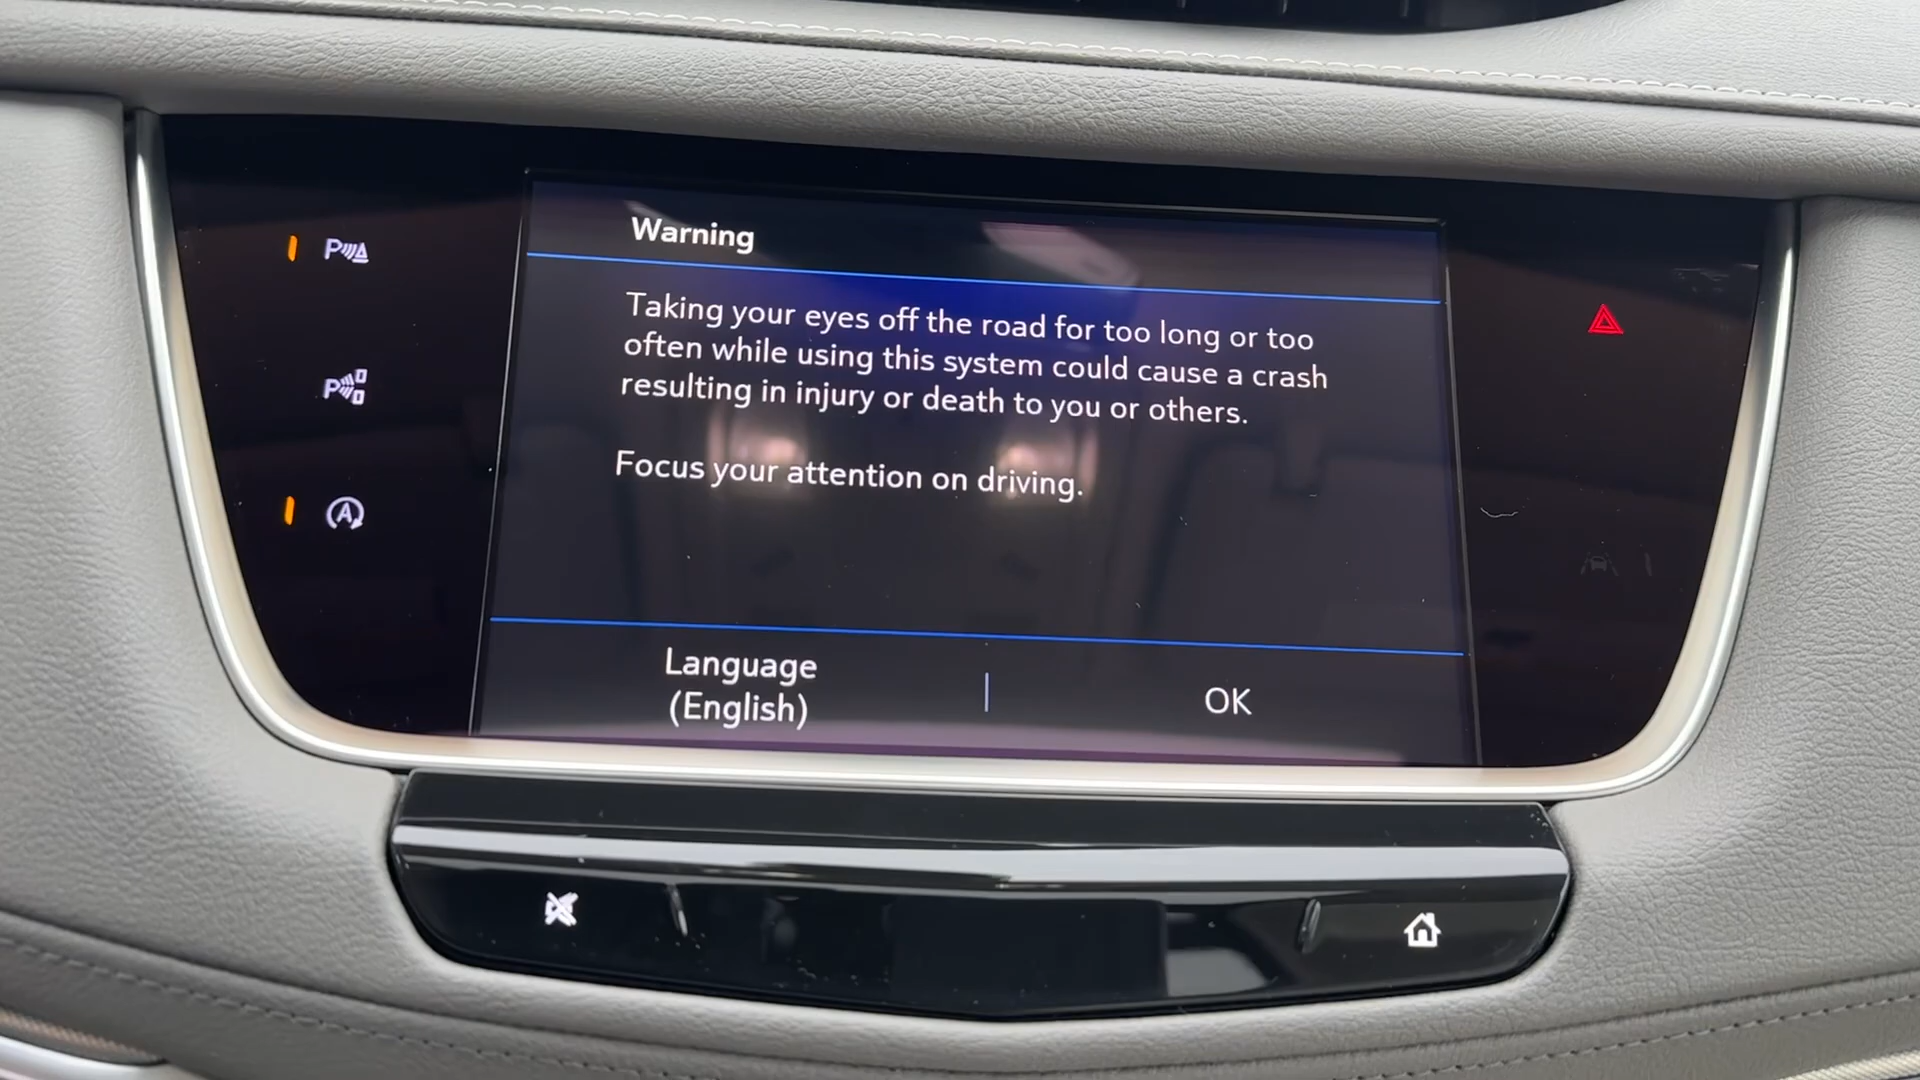 Warning
Taking your eyes off the road for too long or too
often while using this system could cause a crash
resulting in injury or death to you or others.
Focus your attention on driving.
Language
(English)
OK
P
P
A